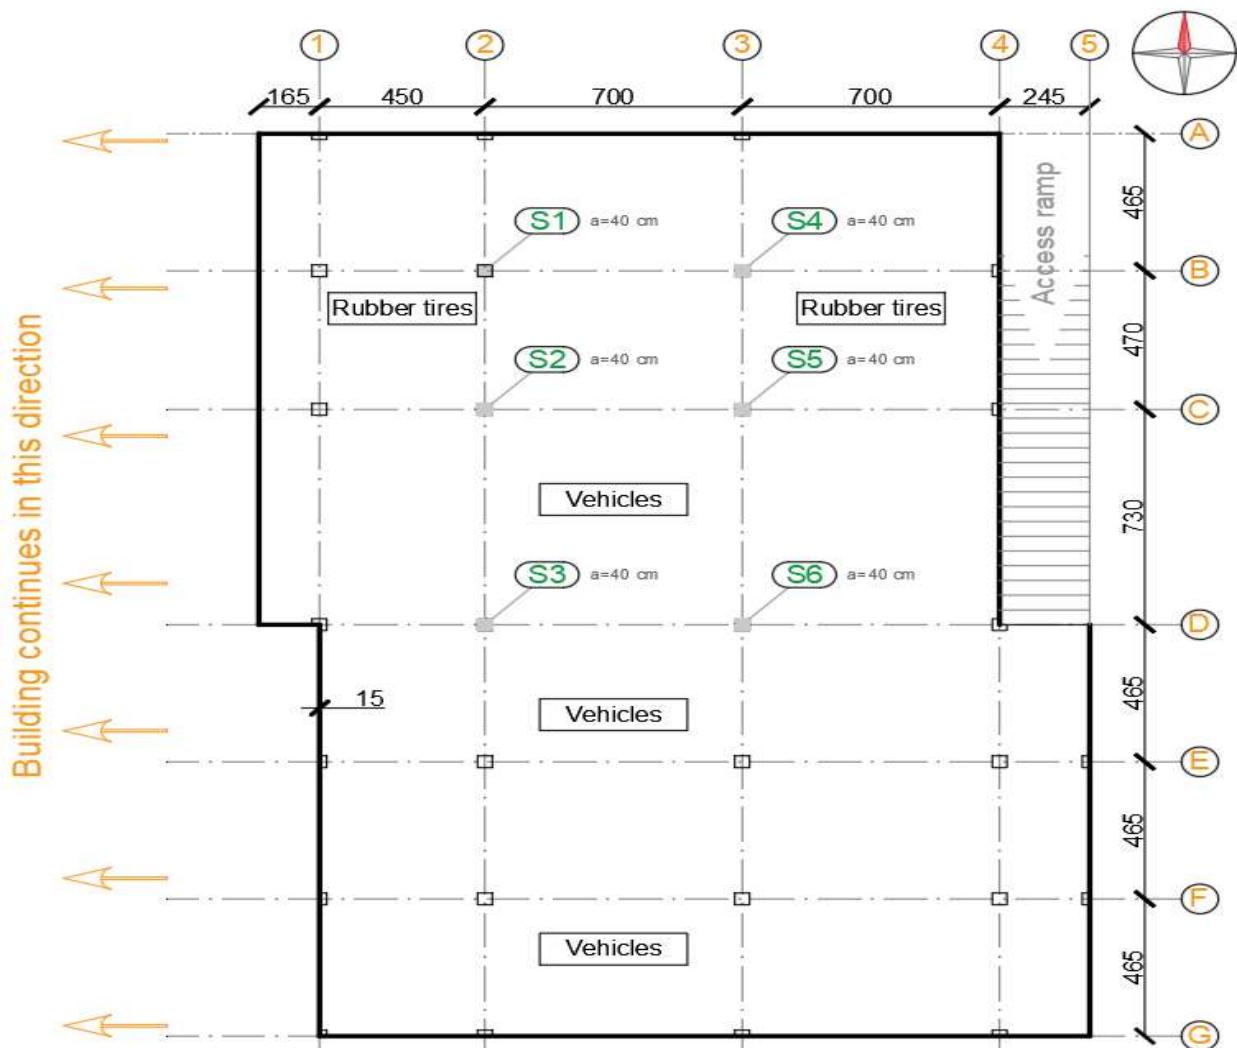 1 2 3 4 5
165 450 700 700 245
A
465
Access ramp
S1 a=40 cm
S4 a=40 cm
B
Rubber tires
Rubber tires
470
S2 a=40 cm
S5 a=40 cm
C
Building continues in this direction
Vehicles
730
S3 a=40 cm
S6 a=40 cm
D
465
15
Vehicles
E
465
F
Vehicles
465
G